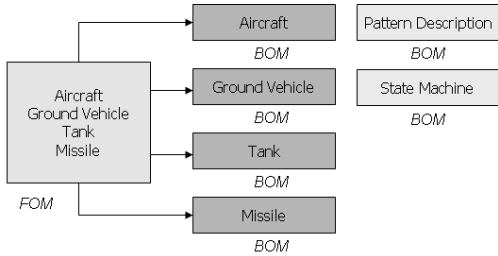 Aircraft
Ground Vehicle
Tank
Missile
FOM
Aircraft
BOM
Ground Vehicle
BOM
Tank
BOM
Missile
BOM
Pattern Description
BOM
State Machine
BOM